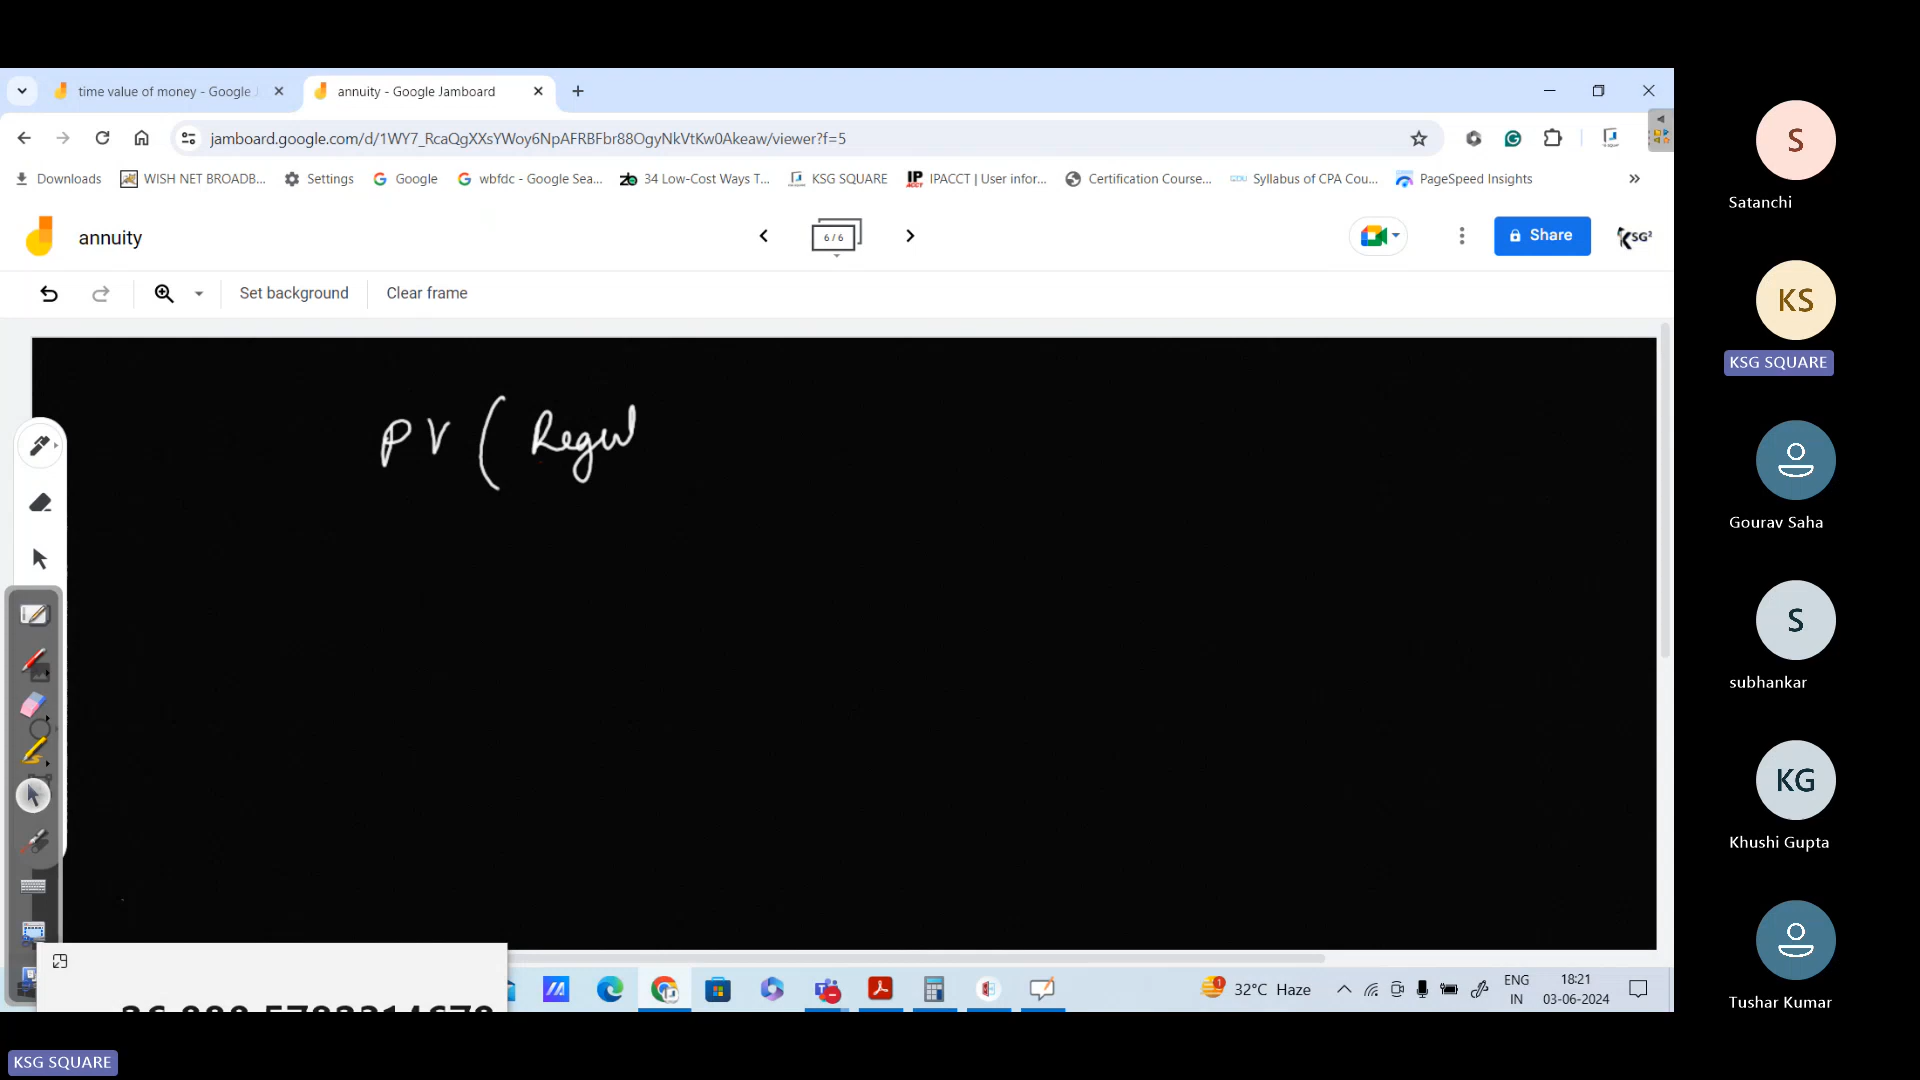 time value of money - Google J
annuity - Google Jamboard
jamboard.google.com/d/1WY7_RcaQgXXsYWoy6NpAFRBFbr88OgyNkVtKw0Akeaw/viewer?f=5
Downloads WISH NET BROADB... Settings Google wbfdc - Google Sea... 34 Low-Cost Ways T... KSG SQUARE IPACCT | User infor... Certification Course... Syllabus of CPA Cou... PageSpeed Insights
annuity
6 / 6
Share
KSG²
Set background Clear frame
PV ( Regul
32°C Haze
ENG
IN
18:21
03-06-2024
S
Satanchi
KS
KSG SQUARE
Gourav Saha
S
subhankar
KG
Khushi Gupta
Tushar Kumar
KSG SQUARE